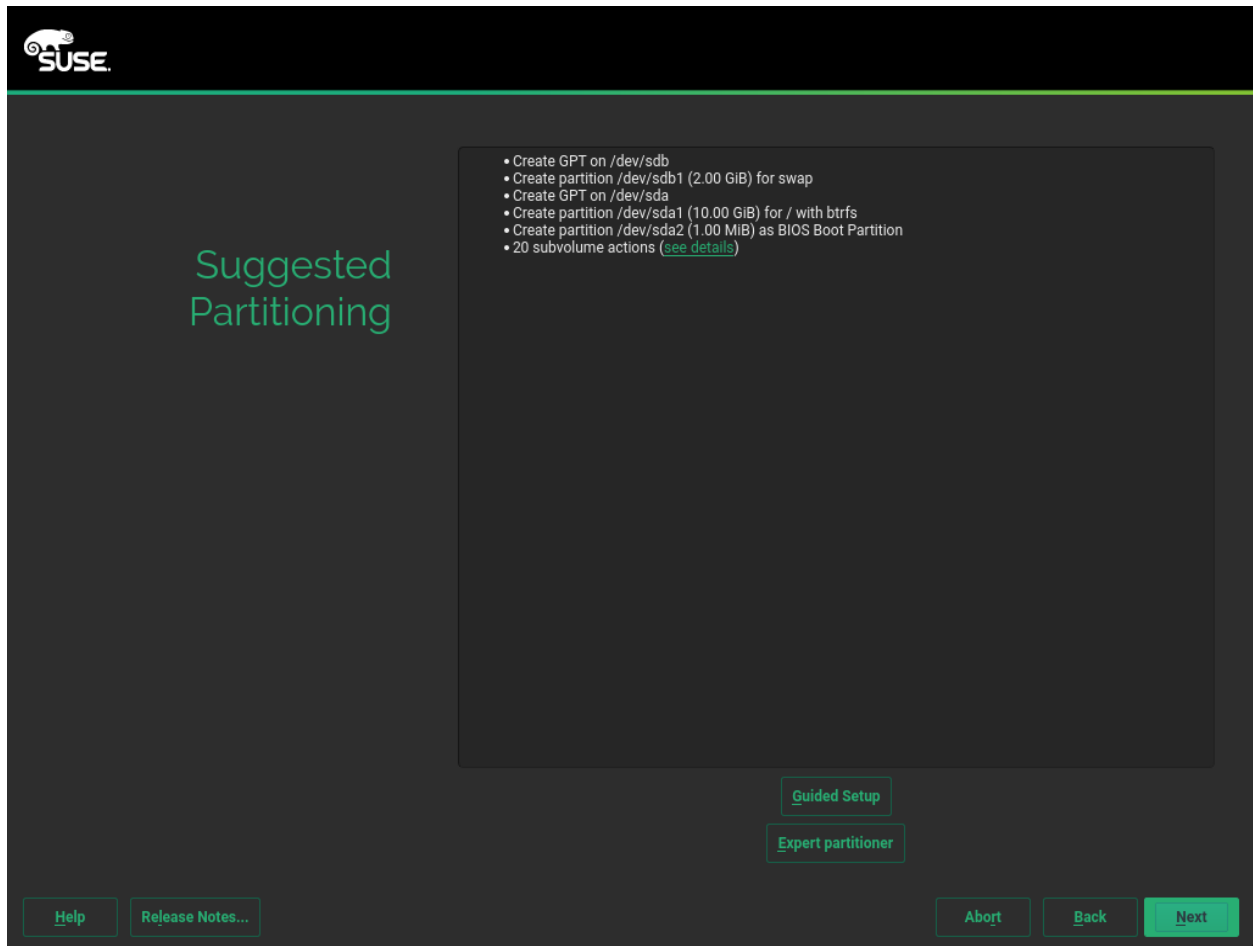 SUSE.
Suggested
Partitioning
• Create GPT on /dev/sdb
• Create partition /dev/sdb1 (2.00 GiB) for swap
• Create GPT on /dev/sda
• Create partition /dev/sda1 (10.00 GiB) for / with btrfs
• Create partition /dev/sda2 (1.00 MiB) as BIOS Boot Partition
• 20 subvolume actions (see details)
Guided Setup
Expert partitioner
Help Release Notes... Abort Back Next